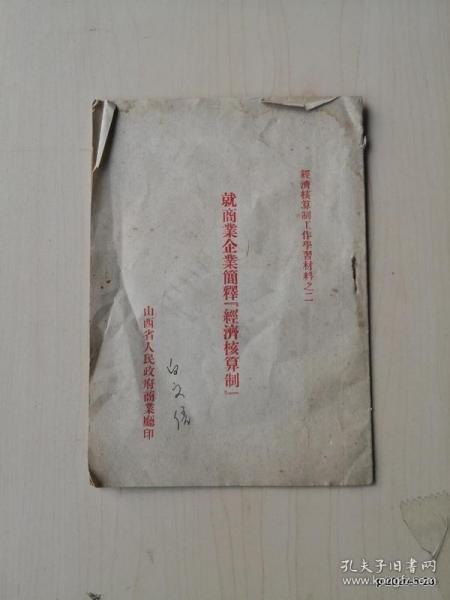 經濟核算制工作學習材料之二
就商業企業簡釋「經濟核算制」
山西省人民政府商業廳印
孔夫子旧书网